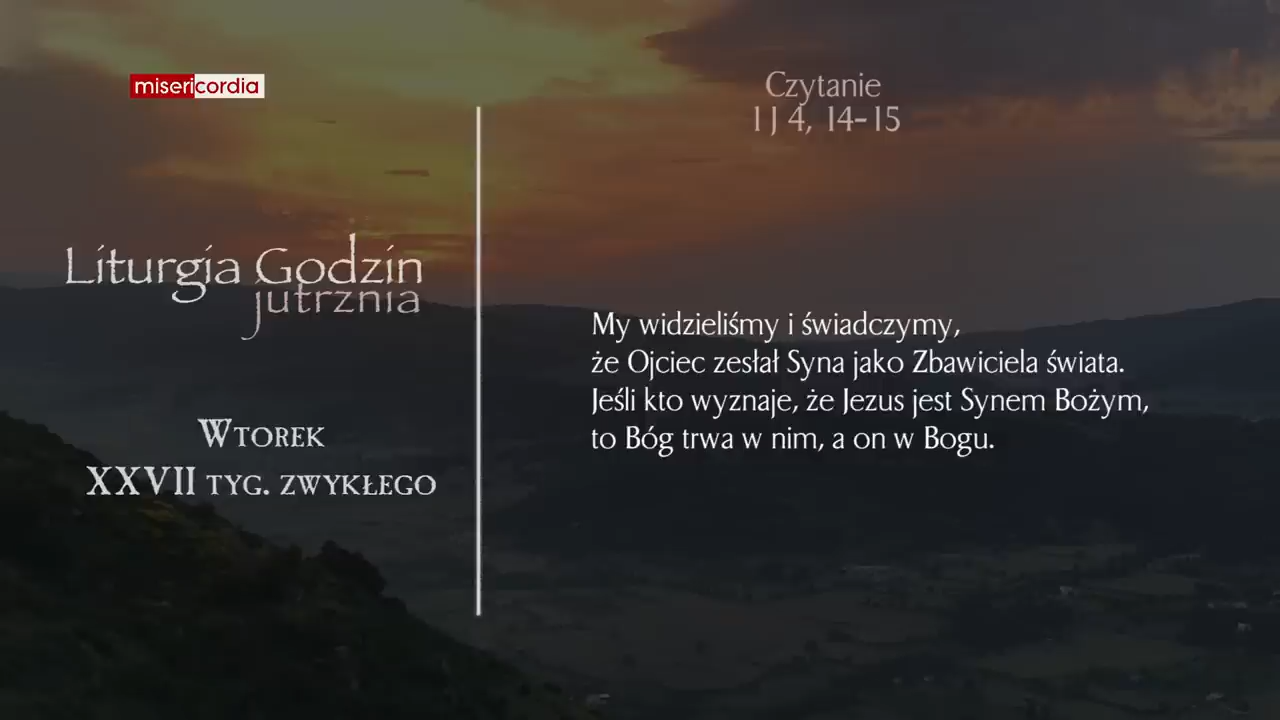 misericordia
Liturgia Godzin
jutrznia
Wtorek
XXVII tyg. zwykłego
Czytanie
1 J 4, 14-15
My widzieliśmy i świadczymy,
że Ojciec zesłał Syna jako Zbawiciela świata.
Jeśli kto wyznaje, że Jezus jest Synem Bożym,
to Bóg trwa w nim, a on w Bogu.